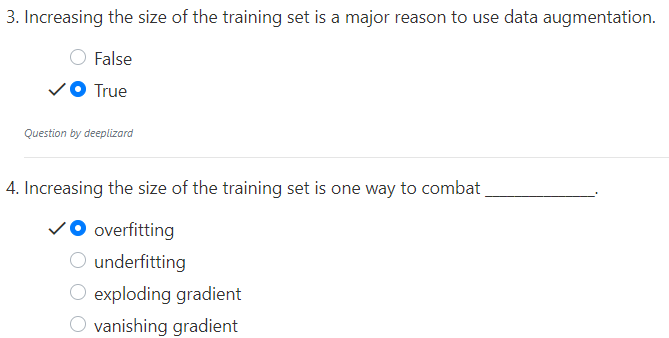 3. Increasing the size of the training set is a major reason to use data augmentation.
False
True
Question by deeplizard
4. Increasing the size of the training set is one way to combat _______________.
overfitting
underfitting
exploding gradient
vanishing gradient